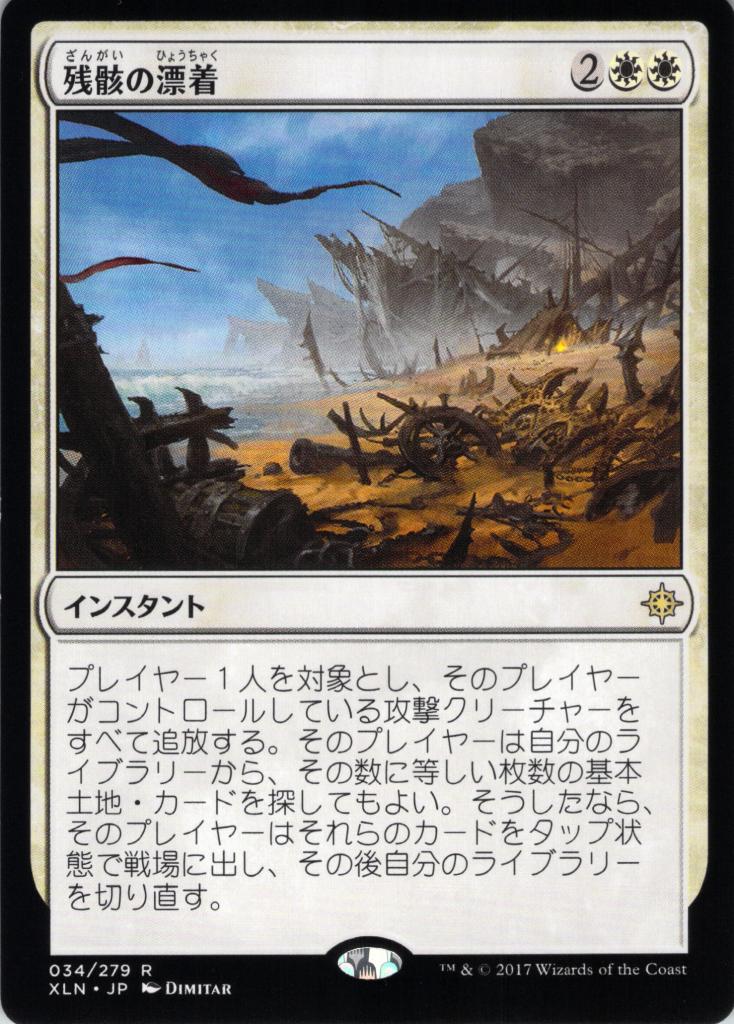 ざんがい ひょうちゃく
残骸の漂着 2
インスタント
プレイヤー1人を対象とし、そのプレイヤー
がコントロールしている攻撃クリーチャーを
すべて追放する。そのプレイヤーは自分のラ
イブラリーから、その数に等しい枚数の基本
土地・カードを探してもよい。そうしたなら、
そのプレイヤーはそれらのカードをタップ状
態で戦場に出し、その後自分のライブラリー
を切り直す。
034/279 R
XLN • JP DIMITAR
™ & © 2017 Wizards of the Coast